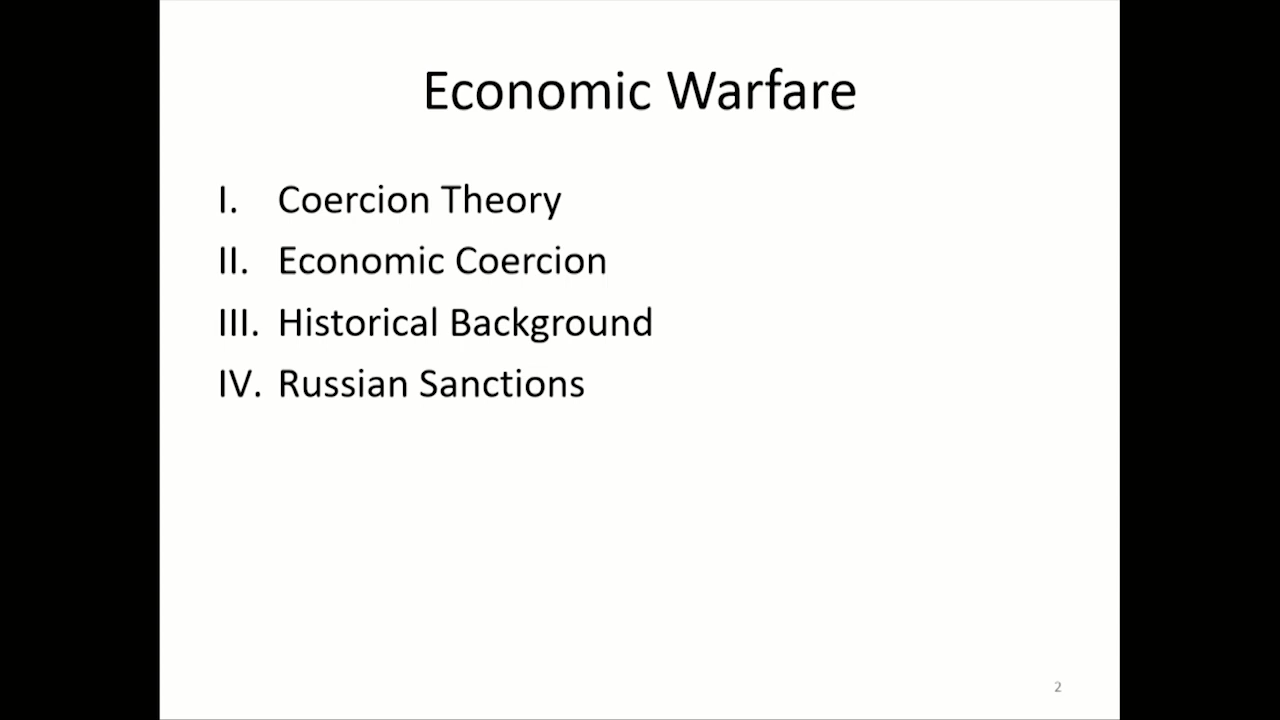 Economic Warfare
I. Coercion Theory
II. Economic Coercion
III. Historical Background
IV. Russian Sanctions
2